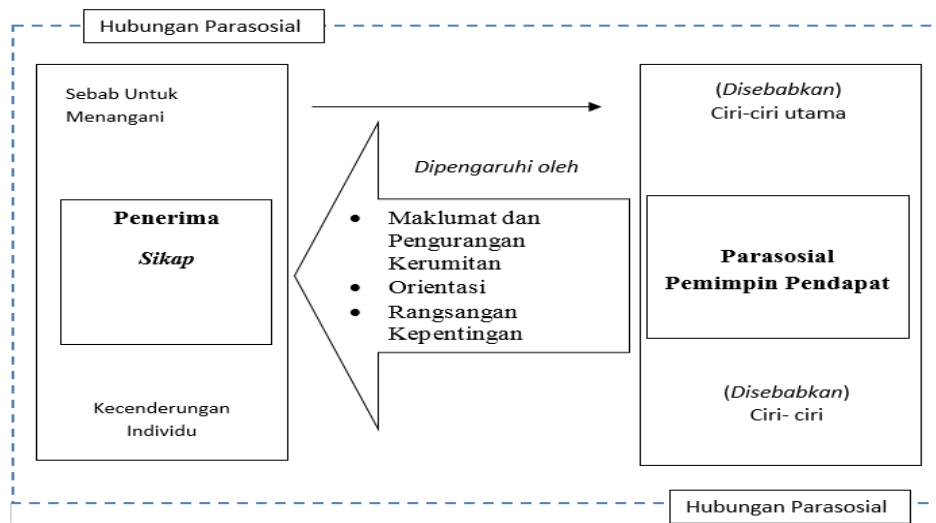 Hubungan Parasosial
Sebab Untuk
Menangani
Penerima
Sikap
Kecenderungan
Individu
Dipengaruhi oleh
• Maklumat dan
Pengurangan
Kerumitan
• Orientasi
• Rangsangan
Kepentingan
(Disebabkan)
Ciri-ciri utama
Parasosial
Pemimpin Pendapat
(Disebabkan)
Ciri- ciri
Hubungan Parasosial